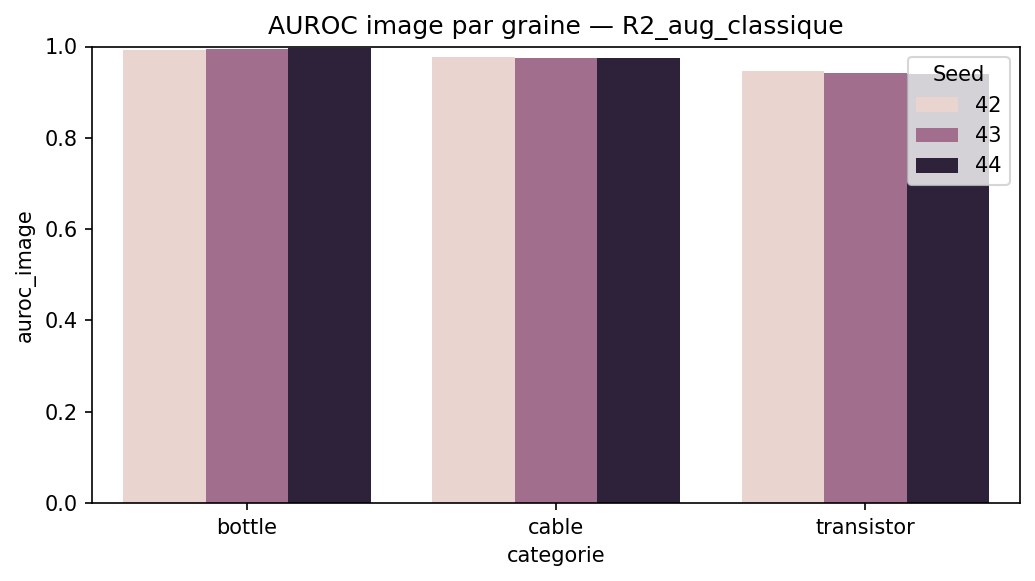 AUROC image par graine — R2_aug_classique
auroc_image
1.0
0.8
0.6
0.4
0.2
0.0
bottle
cable
transistor
categorie
Seed
42
43
44